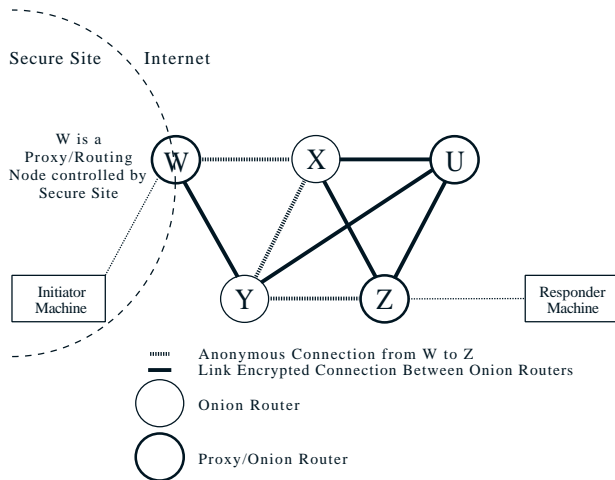 Secure Site
Internet
W is a
Proxy/Routing
Node controlled by
Secure Site
W
X
U
Y
Z
Initiator
Machine
Responder
Machine
Anonymous Connection from W to Z
Link Encrypted Connection Between Onion Routers
Onion Router
Proxy/Onion Router